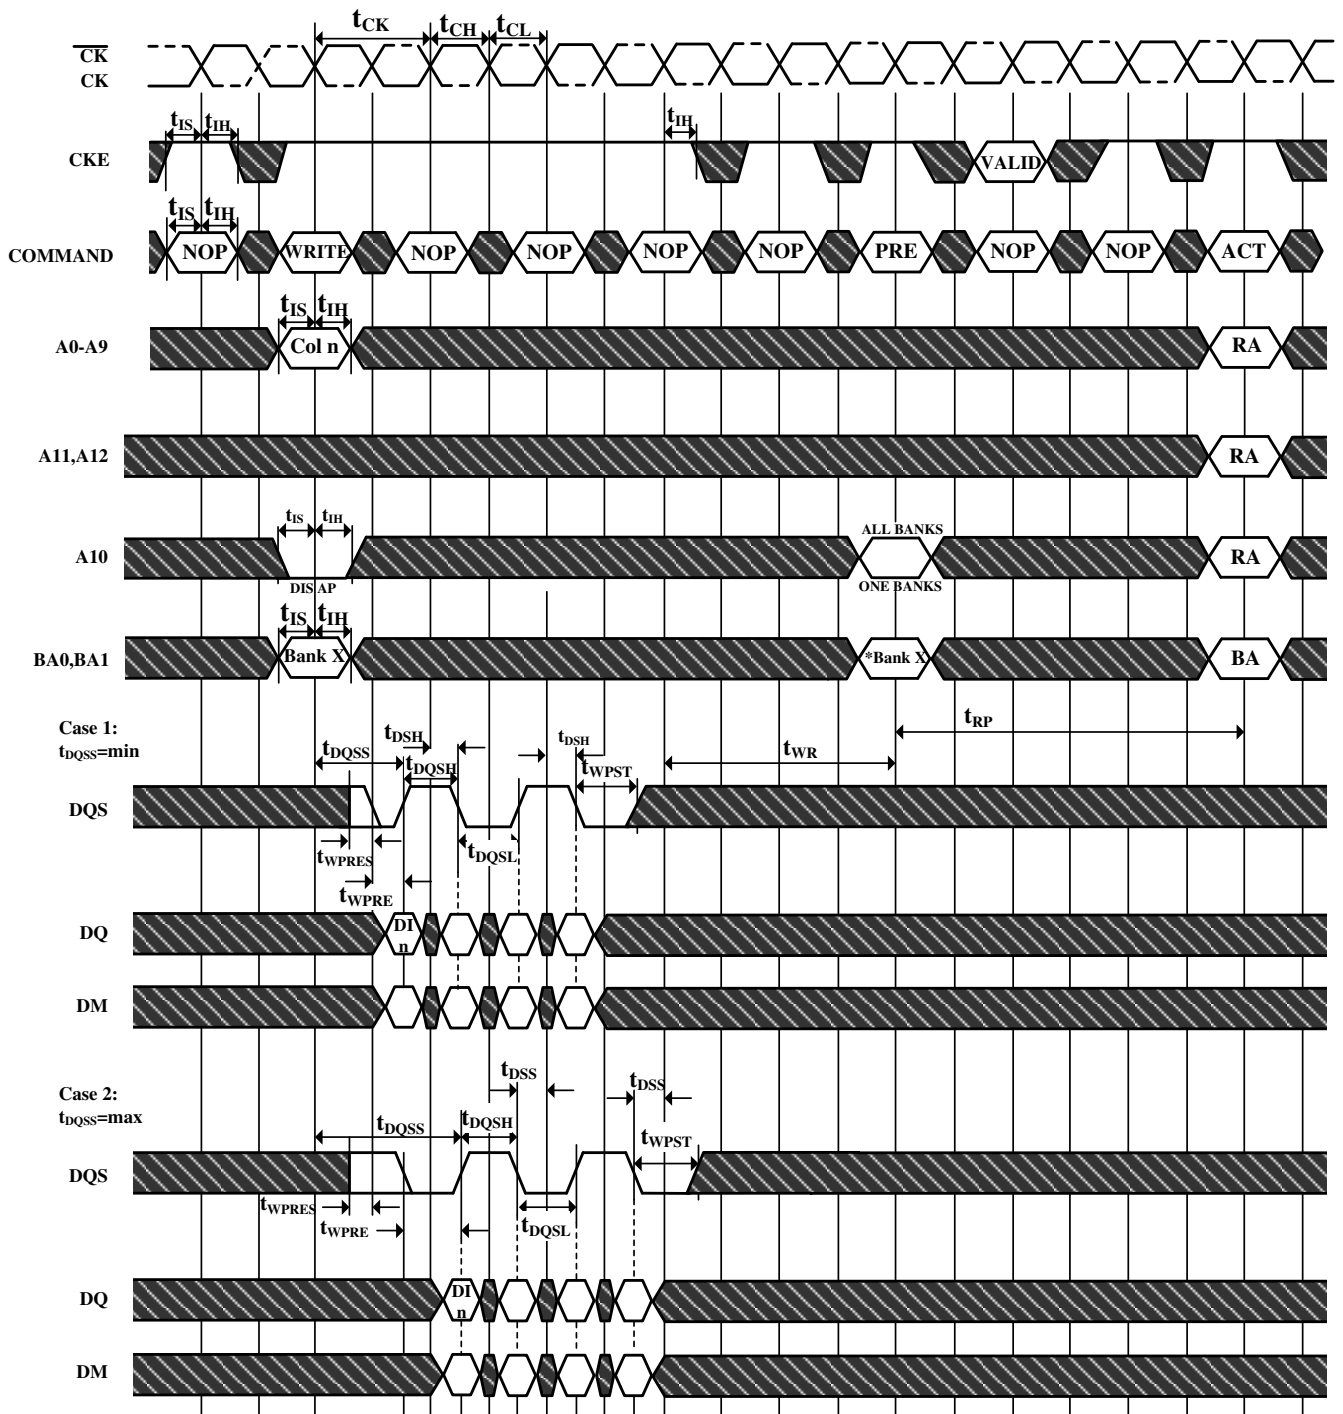 tCK tCH tCL
CK
CK
tIS tIH tIH
CKE VALID
tIS tIH
COMMAND NOP WRITE NOP NOP NOP NOP PRE NOP NOP ACT
tIS tIH
A0-A9 Col n RA
A11,A12 RA
tIS tIH ALL BANKS
A10 RA
DIS AP ONE BANKS
tIS tIH
BA0,BA1 Bank X *Bank X BA
Case 1:
tDQSS=min
tDSH tDSH tRP
tDQSS tDQSH tWPST tWR
DQS
tWPRES tDQSL
tWPRE
DQ DI n
DM
Case 2:
tDQSS=max
tDSS tDSS
tDQSS tDQSH tWPST
DQS
tWPRES
tWPRE tDQSL
DQ DI n
DM